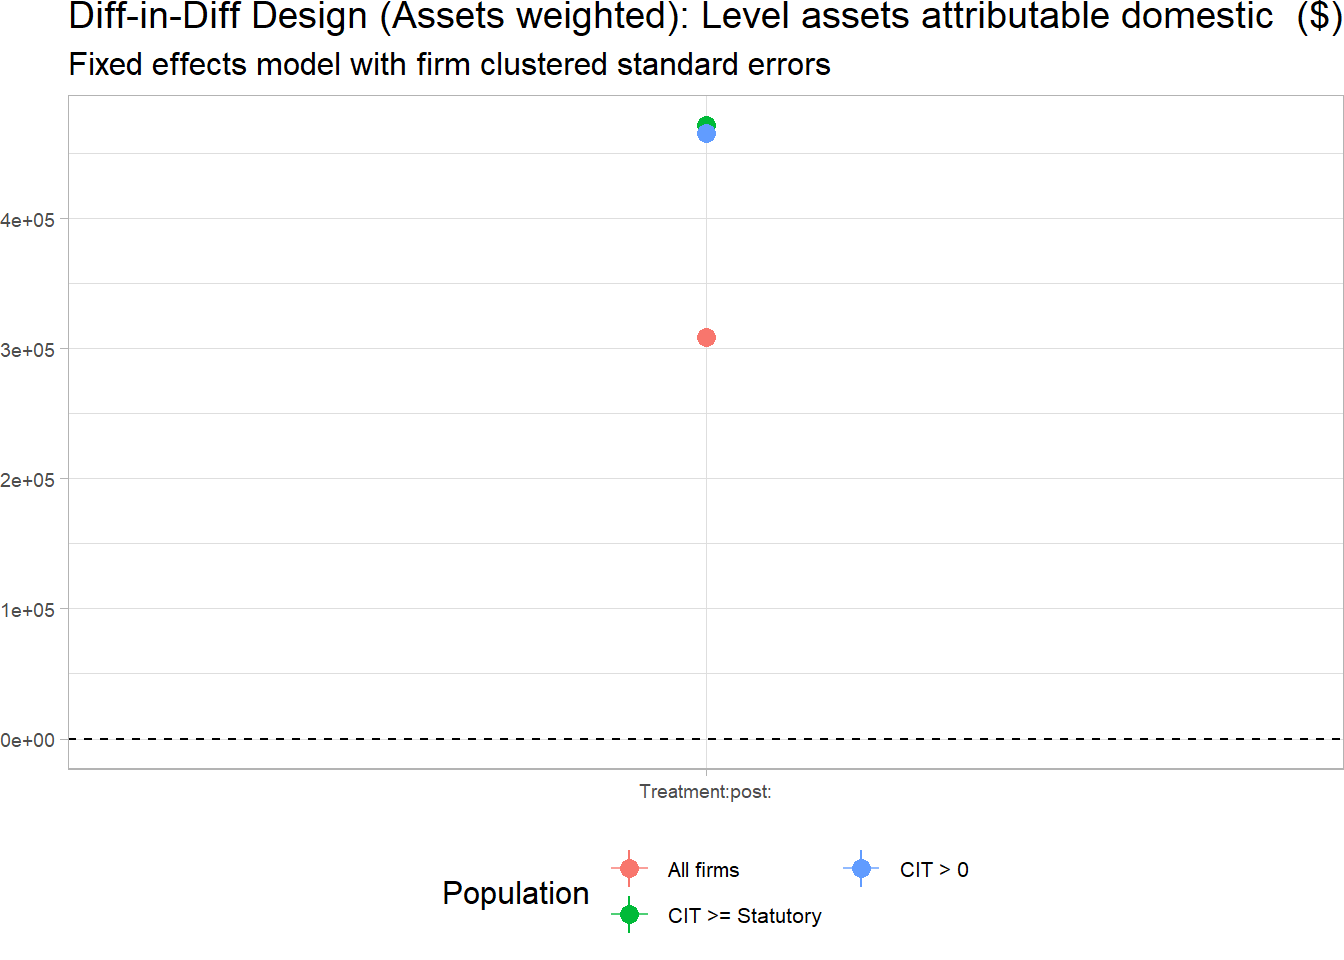 Diff-in-Diff Design (Assets weighted): Level assets attributable domestic  ($)
Fixed effects model with firm clustered standard errors
4e+05
3e+05
2e+05
1e+05
0e+00
Treatment:post:
Population
All firms
CIT > 0
CIT >= Statutory